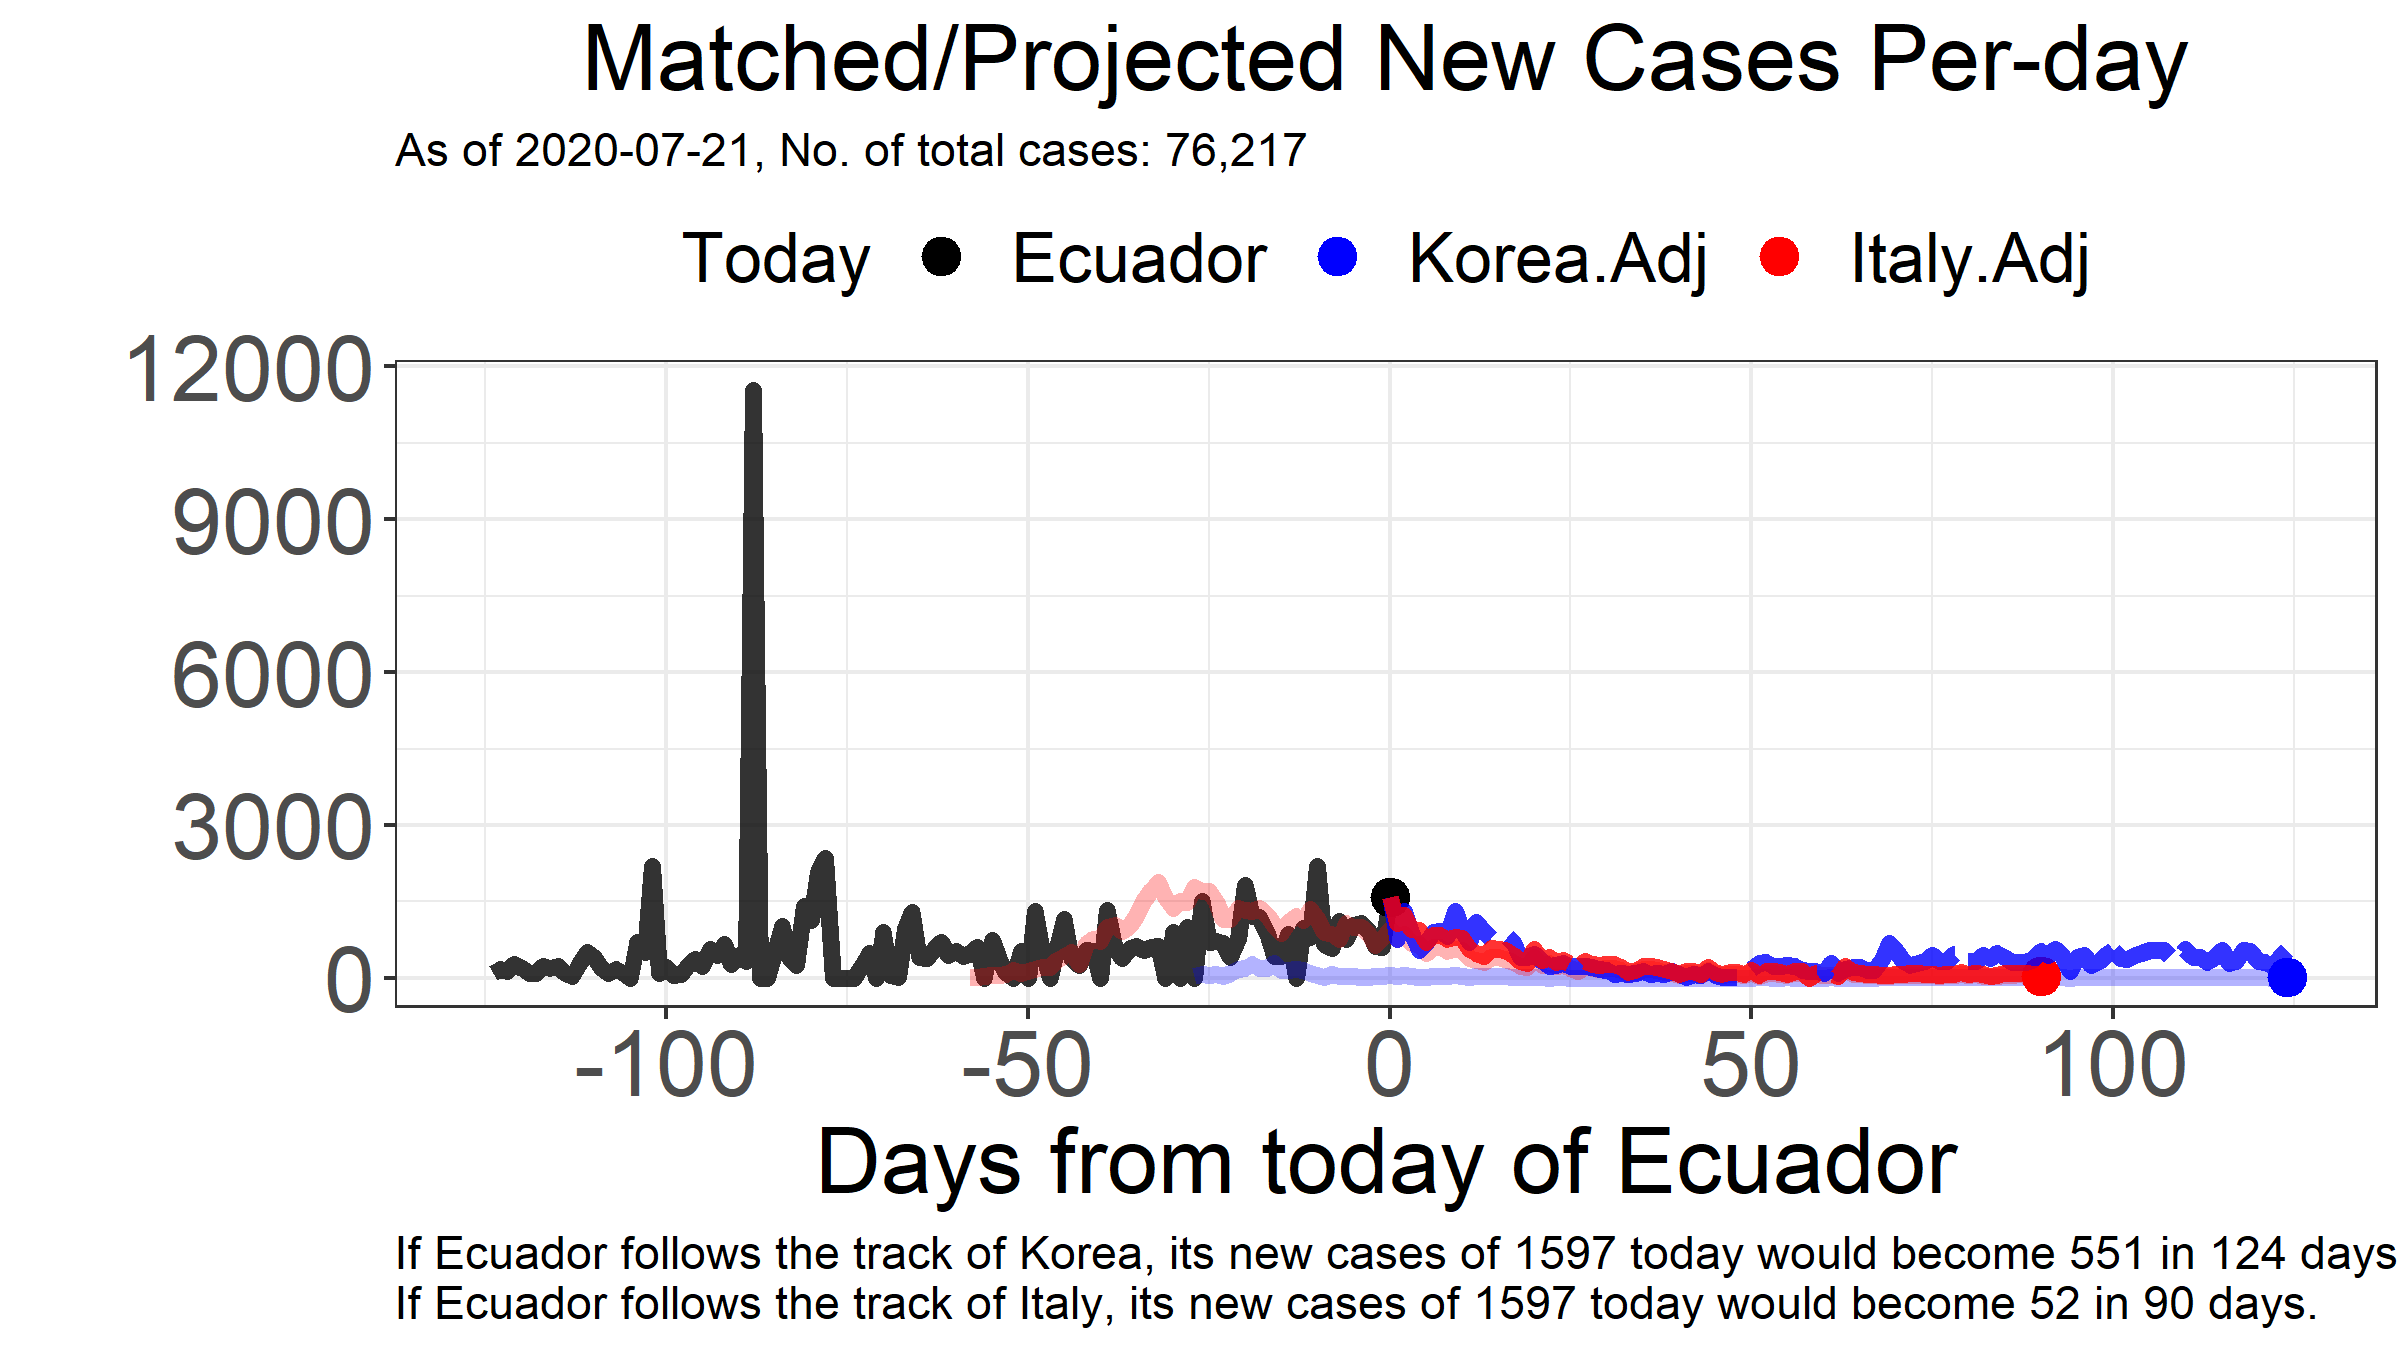 Matched/Projected New Cases Per-day
As of 2020-07-21, No. of total cases: 76,217
Today Ecuador Korea.Adj Italy.Adj
12000
9000
6000
3000
0
-100 -50 0 50 100
Days from today of Ecuador
If Ecuador follows the track of Korea, its new cases of 1597 today would become 551 in 124 days
If Ecuador follows the track of Italy, its new cases of 1597 today would become 52 in 90 days.